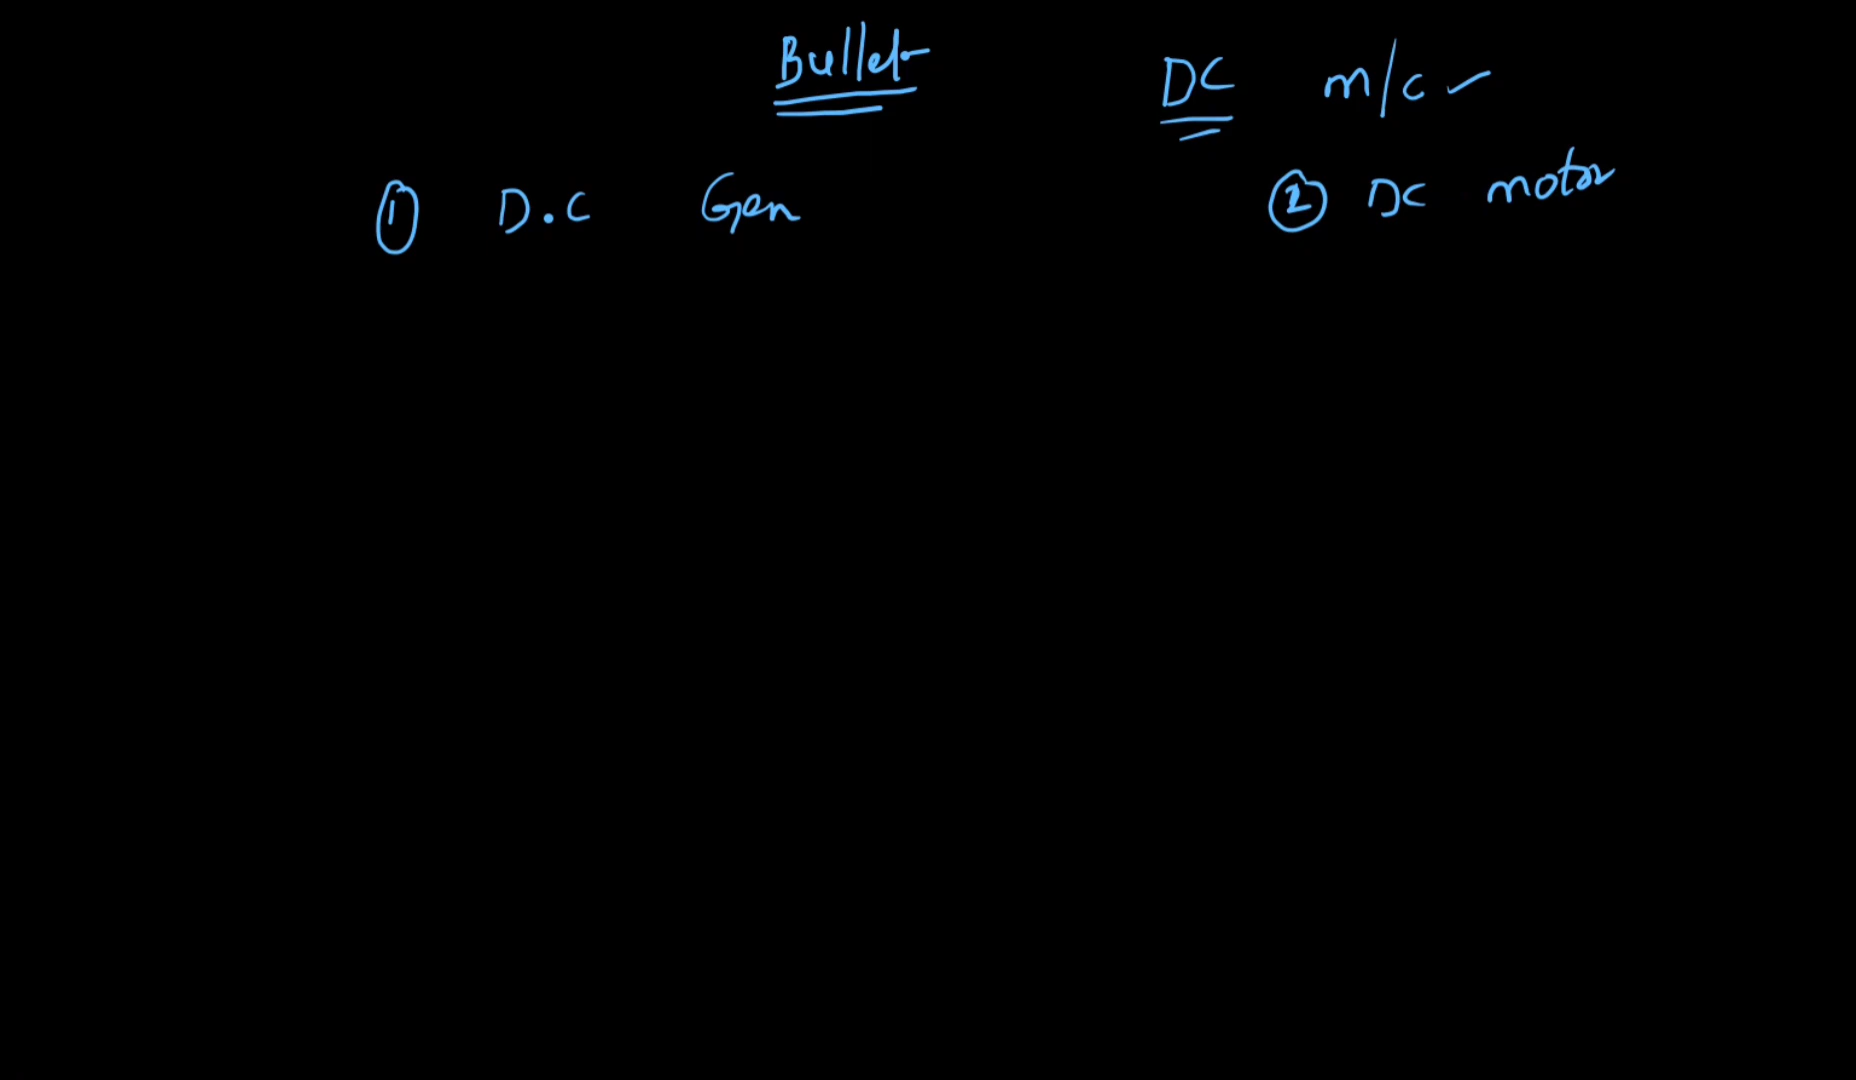 Bullet DC m/c
① D.C Gen ② DC motor